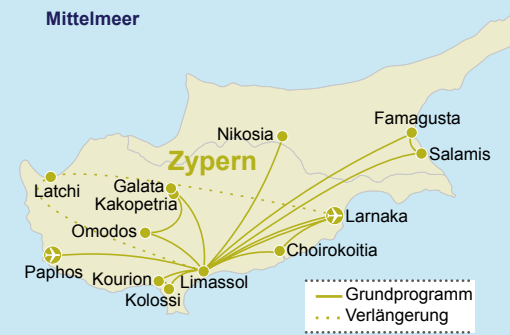 Mittelmeer
Famagusta
Nikosia
Salamis
Zypern
Latchi
Galata
Kakopetria
Larnaka
Omodos
Choirokoitia
Paphos
Kourion
Limassol
Kolossi
Grundprogramm
Verlängerung